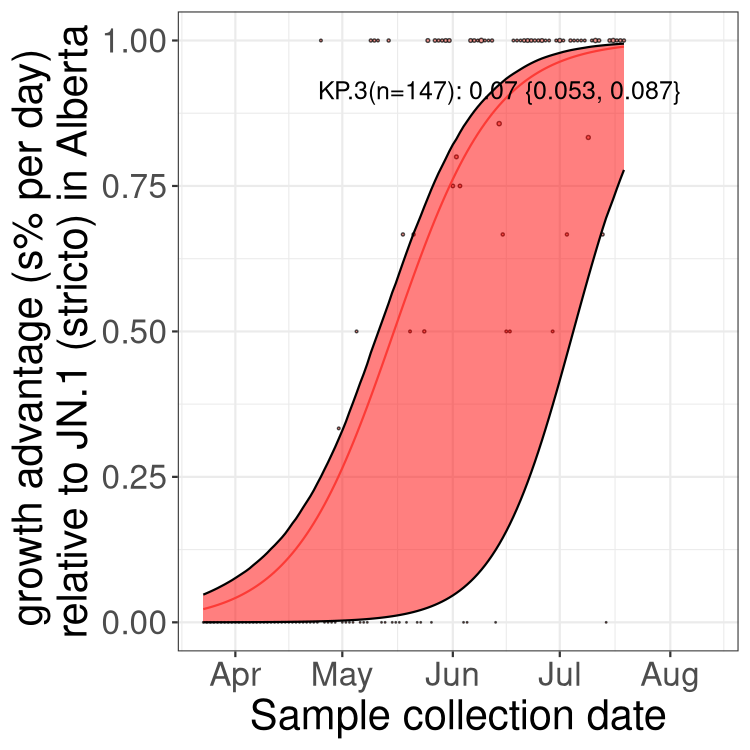 growth advantage (s% per day)
relative to JN.1 (stricto) in Alberta
1.00
0.75
0.50
0.25
0.00
KP.3(n=147): 0.07 {0.053, 0.087}
Apr May Jun Jul Aug
Sample collection date